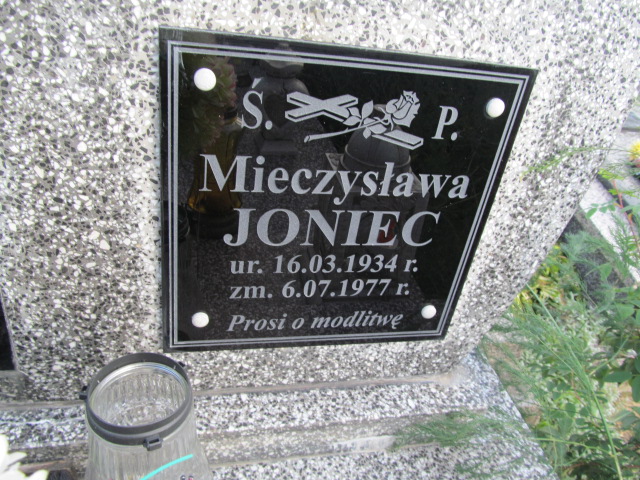 S. P.
Mieczysława
JONIEC
ur. 16.03.1934 r.
zm. 6.07.1977 r.
Prosi o modlitwę